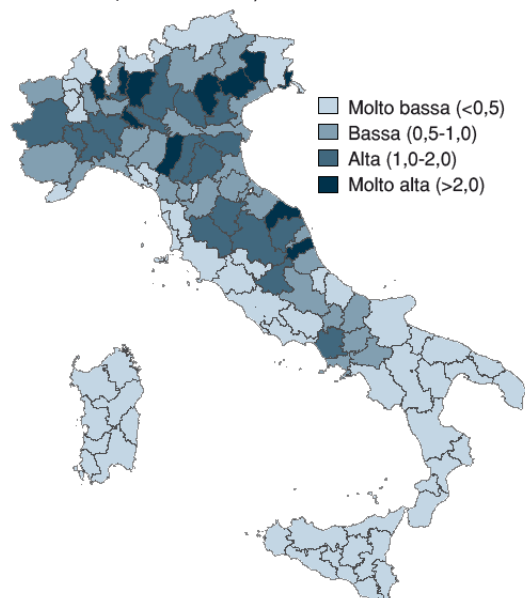 Molto bassa (<0,5)
Bassa (0,5-1,0)
Alta (1,0-2,0)
Molto alta (>2,0)